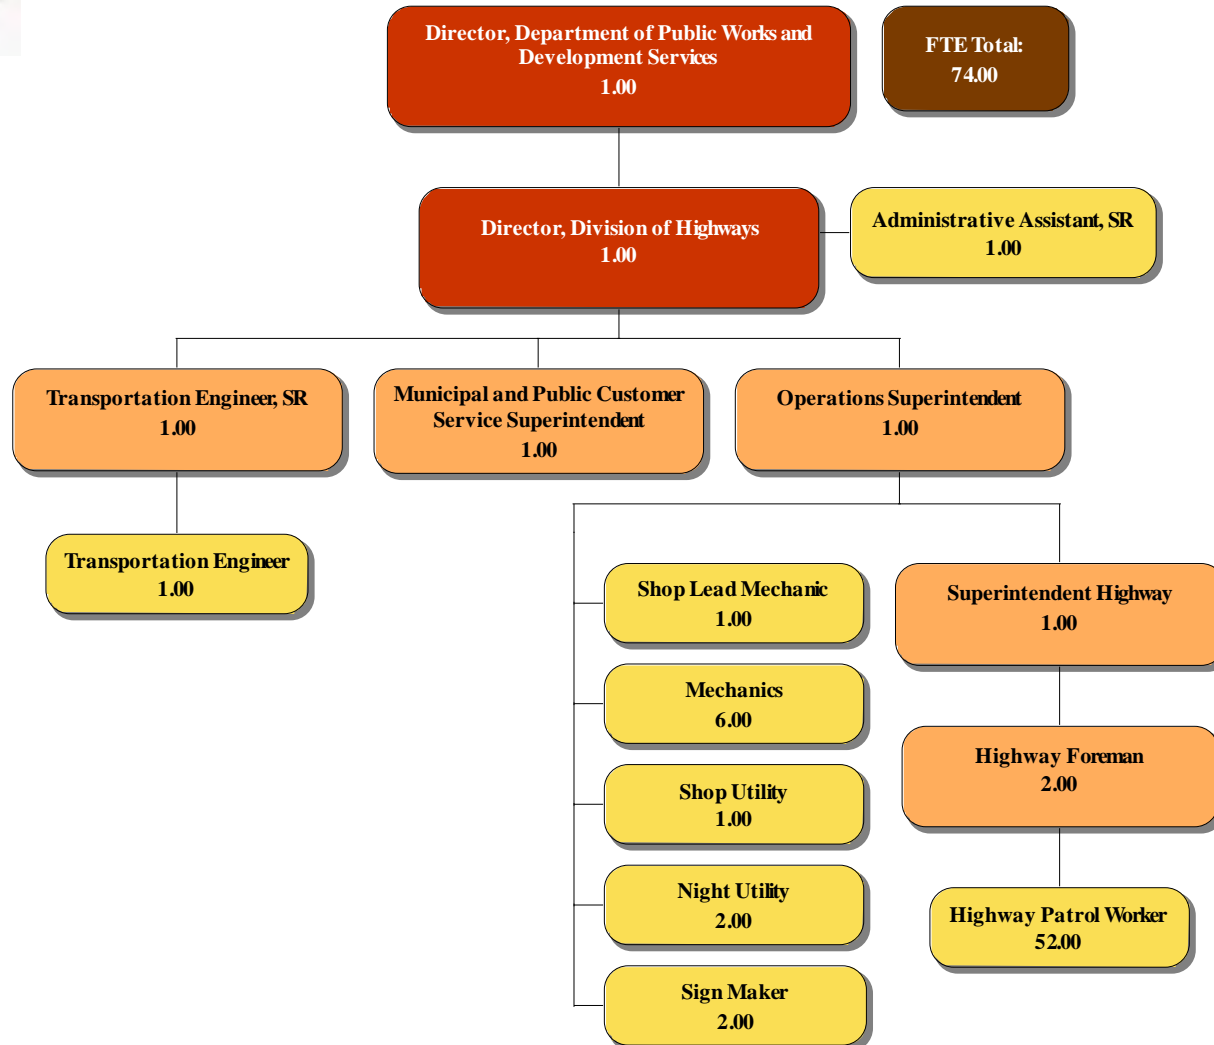 Director, Department of Public Works and
Development Services
1.00
FTE Total:
74.00
Director, Division of Highways
1.00
Administrative Assistant, SR
1.00
Transportation Engineer, SR
1.00
Municipal and Public Customer
Service Superintendent
1.00
Operations Superintendent
1.00
Transportation Engineer
1.00
Shop Lead Mechanic
1.00
Mechanics
6.00
Shop Utility
1.00
Night Utility
2.00
Sign Maker
2.00
Superintendent Highway
1.00
Highway Foreman
2.00
Highway Patrol Worker
52.00